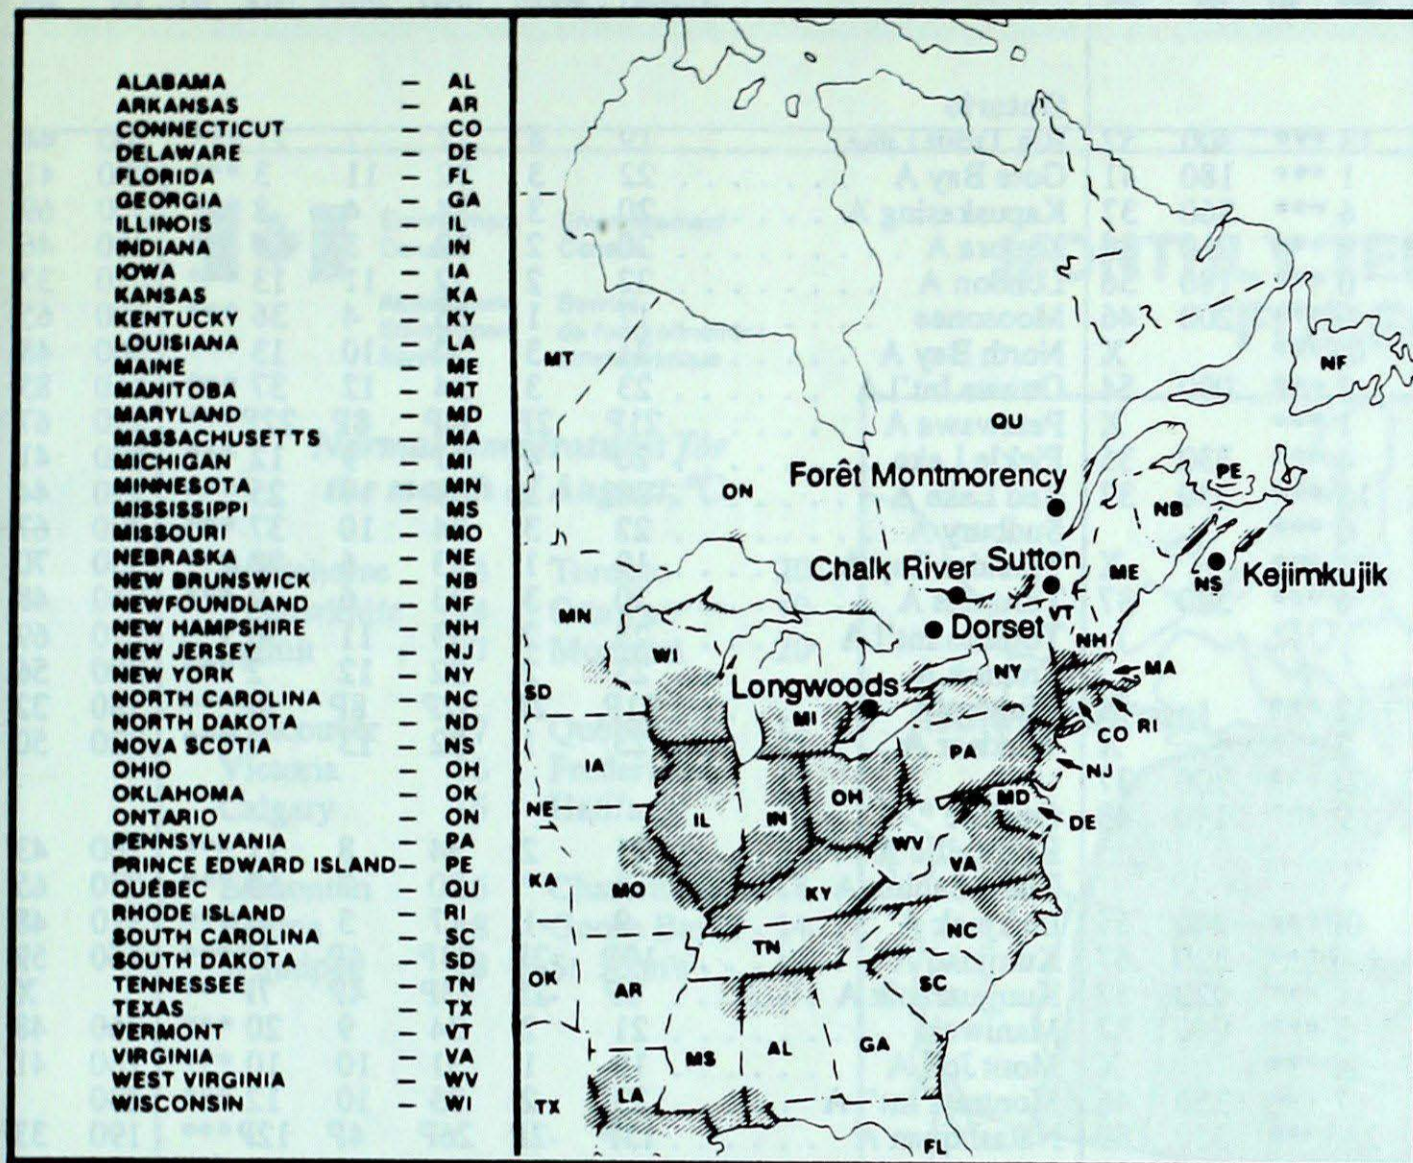 ALABAMA — AL
ARKANSAS — AR
CONNECTICUT — CO
DELAWARE — DE
FLORIDA — FL
GEORGIA — GA
ILLINOIS — IL
INDIANA — IN
IOWA — IA
KANSAS — KA
KENTUCKY — KY
LOUISIANA — LA
MAINE — ME
MANITOBA — MT
MARYLAND — MD
MASSACHUSETTS — MA
MICHIGAN — MI
MINNESOTA — MN
MISSISSIPPI — MS
MISSOURI — MO
NEBRASKA — NE
NEW BRUNSWICK — NB
NEWFOUNDLAND — NF
NEW HAMPSHIRE — NH
NEW JERSEY — NJ
NEW YORK — NY
NORTH CAROLINA — NC
NORTH DAKOTA — ND
NOVA SCOTIA — NS
OHIO — OH
OKLAHOMA — OK
ONTARIO — ON
PENNSYLVANIA — PA
PRINCE EDWARD ISLAND — PE
QUÉBEC — QU
RHODE ISLAND — RI
SOUTH CAROLINA — SC
SOUTH DAKOTA — SD
TENNESSEE — TN
TEXAS — TX
VERMONT — VT
VIRGINIA — VA
WEST VIRGINIA — WV
WISCONSIN — WI
MT
NF
QU
Forêt Montmorency
ON
PE
NB
Chalk River
Sutton
ME
NS
Kejimkujik
MN
VT
Dorset
NH
WI
NY
MA
SD
Longwoods
MI
CO
RI
IA
PA
NJ
NE
IL
IN
OH
MD
DE
WV
VA
KA
MO
KY
NC
TN
OK
AR
SC
MS
AL
GA
LA
TX
FL